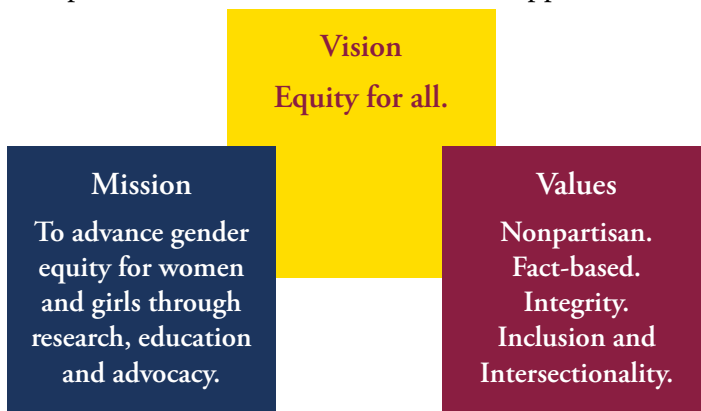 Vision
Equity for all.
Mission
To advance gender
equity for women
and girls through
research, education
and advocacy.
Values
Nonpartisan.
Fact-based.
Integrity.
Inclusion and
Intersectionality.